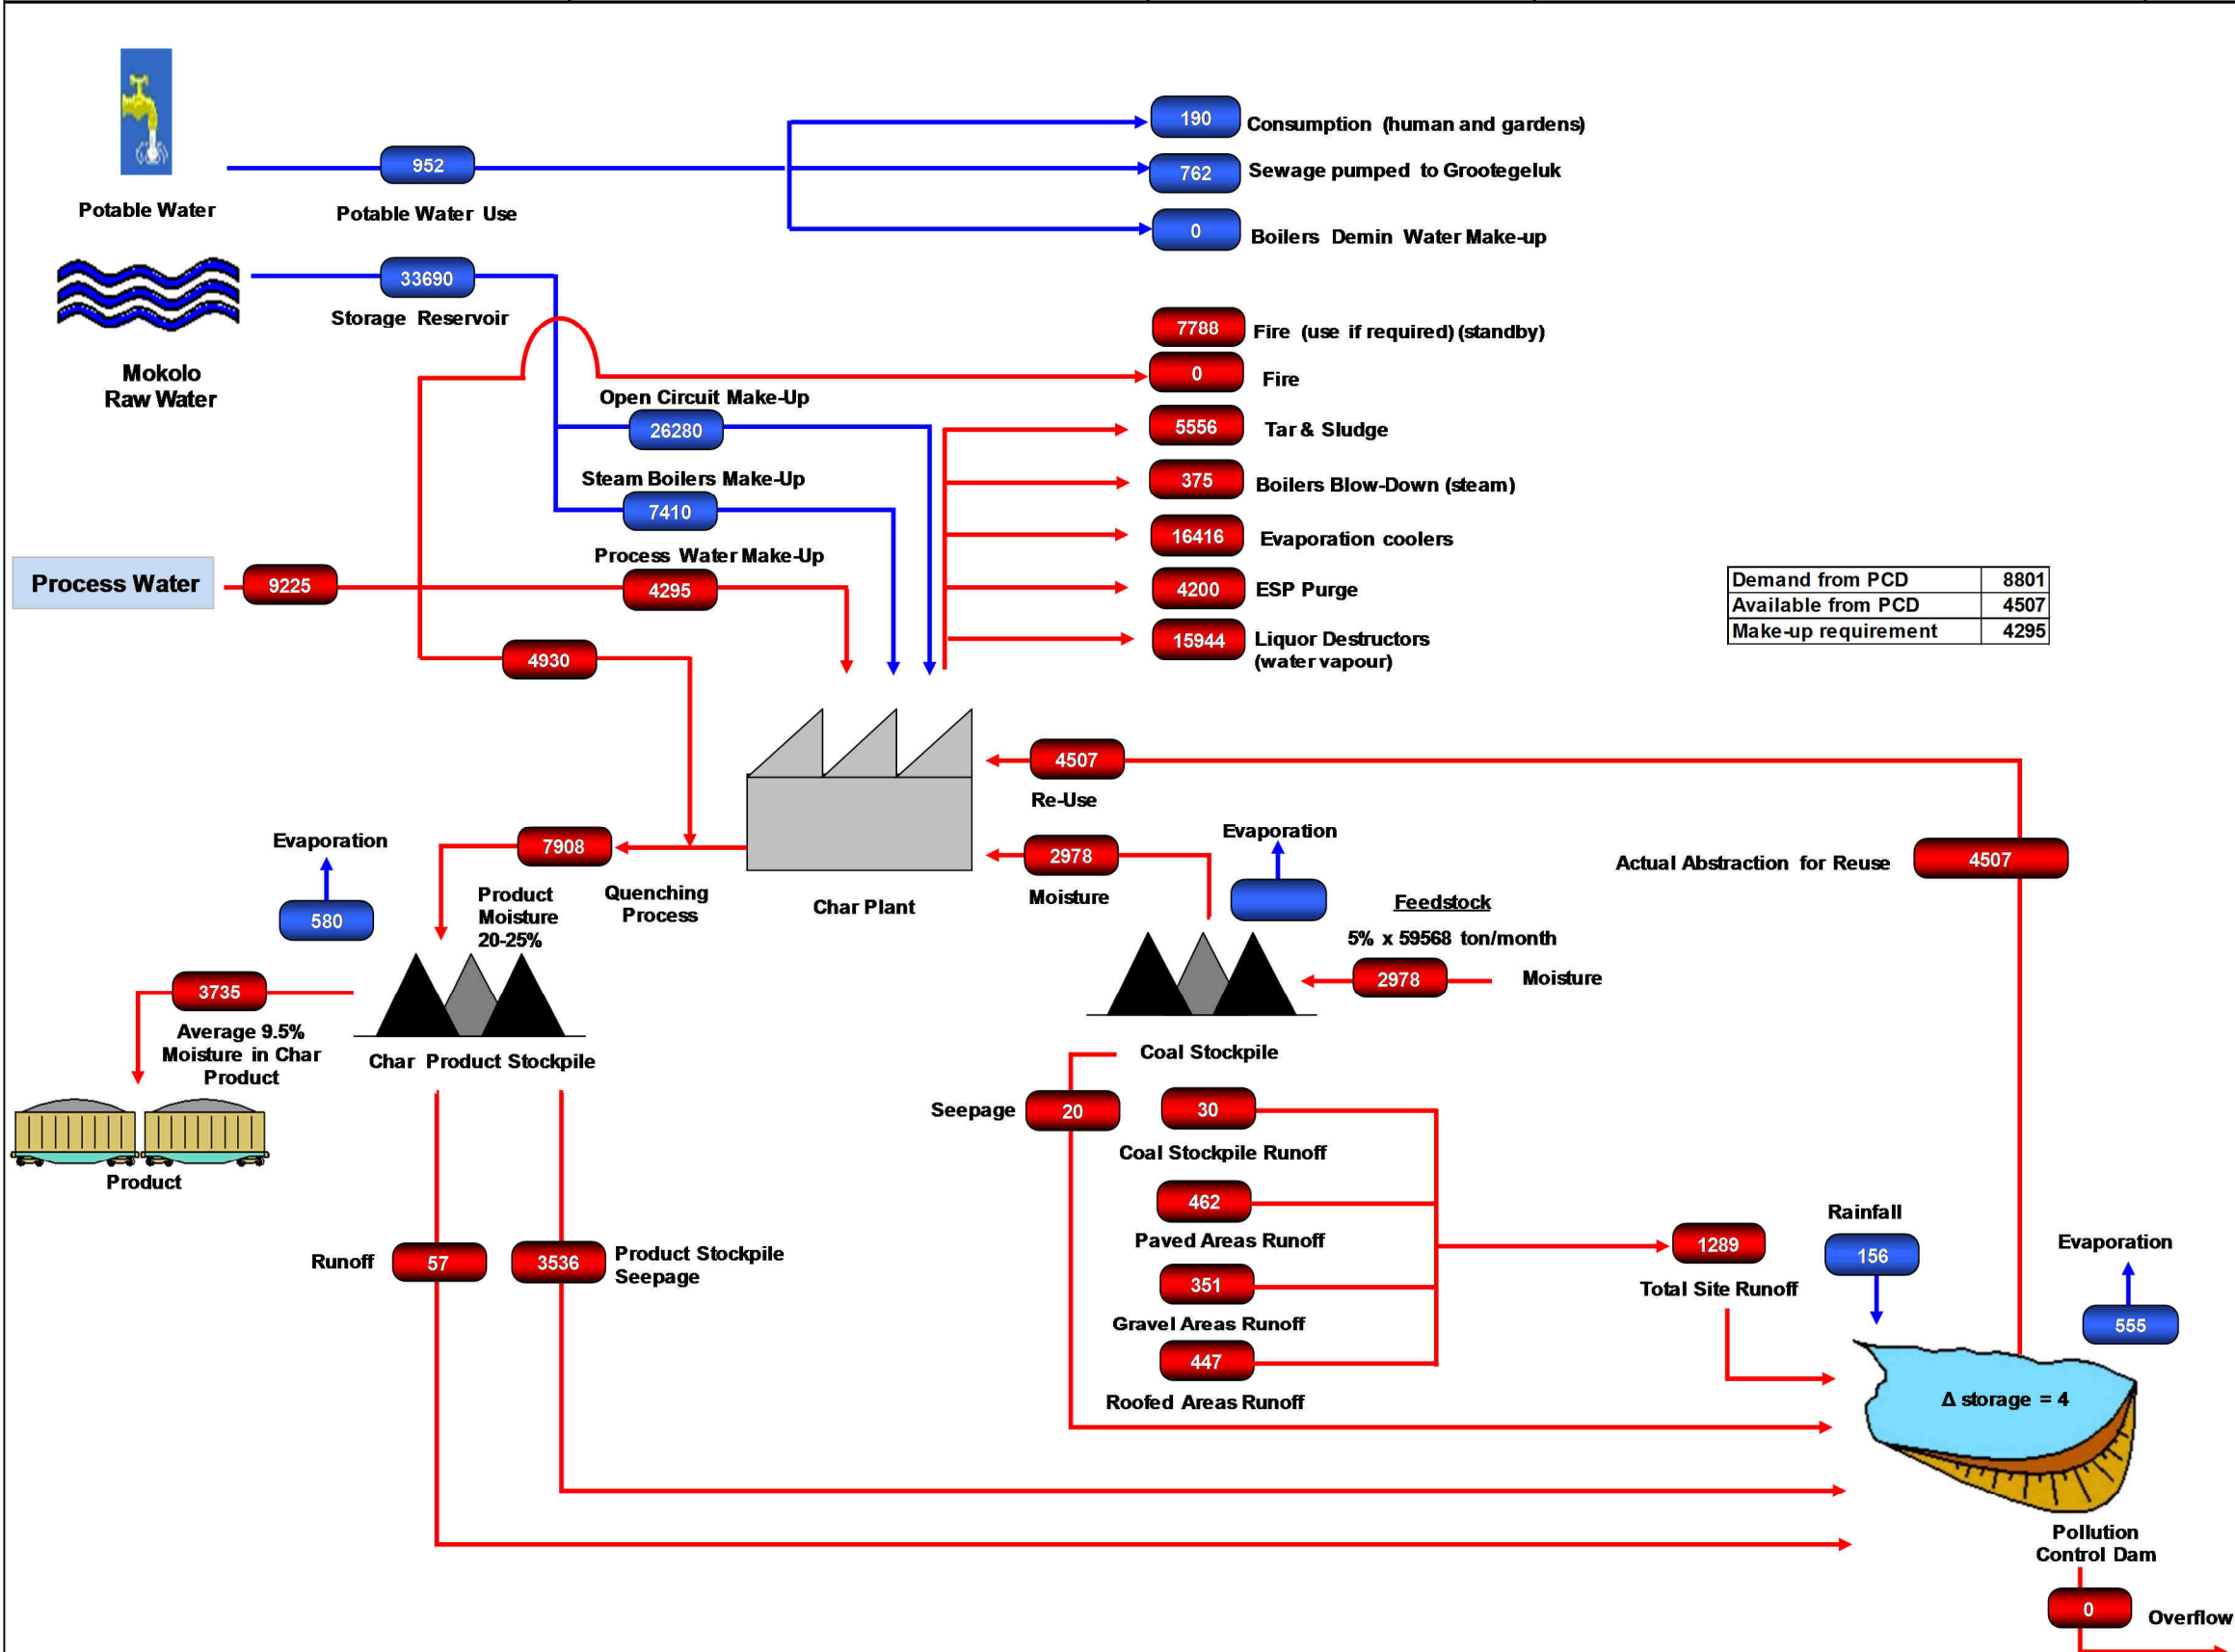 190
Consumption (human and gardens)
952
762
Sewage pumped to Grootegeluk
Potable Water
Potable Water Use
0
Boilers Demin Water Make-up
33690
Storage Reservoir
Mokolo
Raw Water
7788
Fire (use if required) (standby)
0
Fire
Open Circuit Make-Up
26280
5556
Tar & Sludge
Steam Boilers Make-Up
7410
375
Boilers Blow-Down (steam)
Process Water Make-Up
16416
Evaporation coolers
Process Water
9225
4295
4200
ESP Purge
Demand from PCD 8801
Available from PCD 4507
Make-up requirement 4295
4930
15944
Liquor Destructors
(water vapour)
4507
Re-Use
Evaporation
580
7908
Product
Moisture
20-25%
Quenching
Process
Char Plant
2978
Moisture
Evaporation
Actual Abstraction for Reuse
4507
Feedstock
5% x 59568 ton/month
2978
Moisture
3735
Average 9.5%
Moisture in Char
Product
Char Product Stockpile
Coal Stockpile
Product
Seepage
20
30
Coal Stockpile Runoff
462
Paved Areas Runoff
351
Gravel Areas Runoff
447
Roofed Areas Runoff
Runoff
57
3536
Product Stockpile
Seepage
1289
Total Site Runoff
Rainfall
156
Evaporation
555
Δ storage = 4
Pollution
Control Dam
0
Overflow